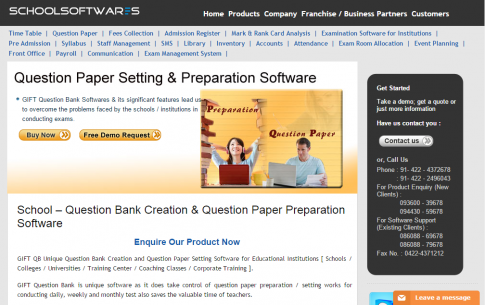 SCHOOLSOFTWARES
Home Products Company Franchise / Business Partners Customers
Time Table | Question Paper | Fees Collection | Admission Register | Mark & Rank Card Analysis | Examination Software for Institutions |
Pre Admission | Syllabus | Staff Management | SMS | Library | Inventory | Accounts | Attendance | Exam Room Allocation | Event Planning |
Front Office | Payroll | Communication | Exam Management System |
Question Paper Setting & Preparation Software
GIFT Question Bank Softwares & its significant features lead us
to overcome the problems faced by the schools / institutions in
conducting exams.
Buy Now
Free Demo Request
Preparation
Question Paper
School – Question Bank Creation & Question Paper Preparation
Software
Enquire Our Product Now
GIFT QB Unique Question Bank Creation and Question Paper Setting Software for Educational Institutions [ Schools /
Colleges / Universities / Training Center / Coaching Classes / Corporate Training ].
GIFT Question Bank is unique software as it does take control of question paper preparation / setting works for
conducting daily, weekly and monthly test also saves the valuable time of teachers.
Get Started
Take a demo; get a quote or
just more information
Have us contact you :
Contact us
or, Call Us
Phone : 91- 422 - 4372678
: 91- 422 - 2496043
For Product Enquiry (New
Clients) :
093600 - 39678
094430 - 59678
For Software Support
(Existing Clients) :
086088 - 69678
086088 - 79678
Fax No. : 0422-4371212
Leave a message